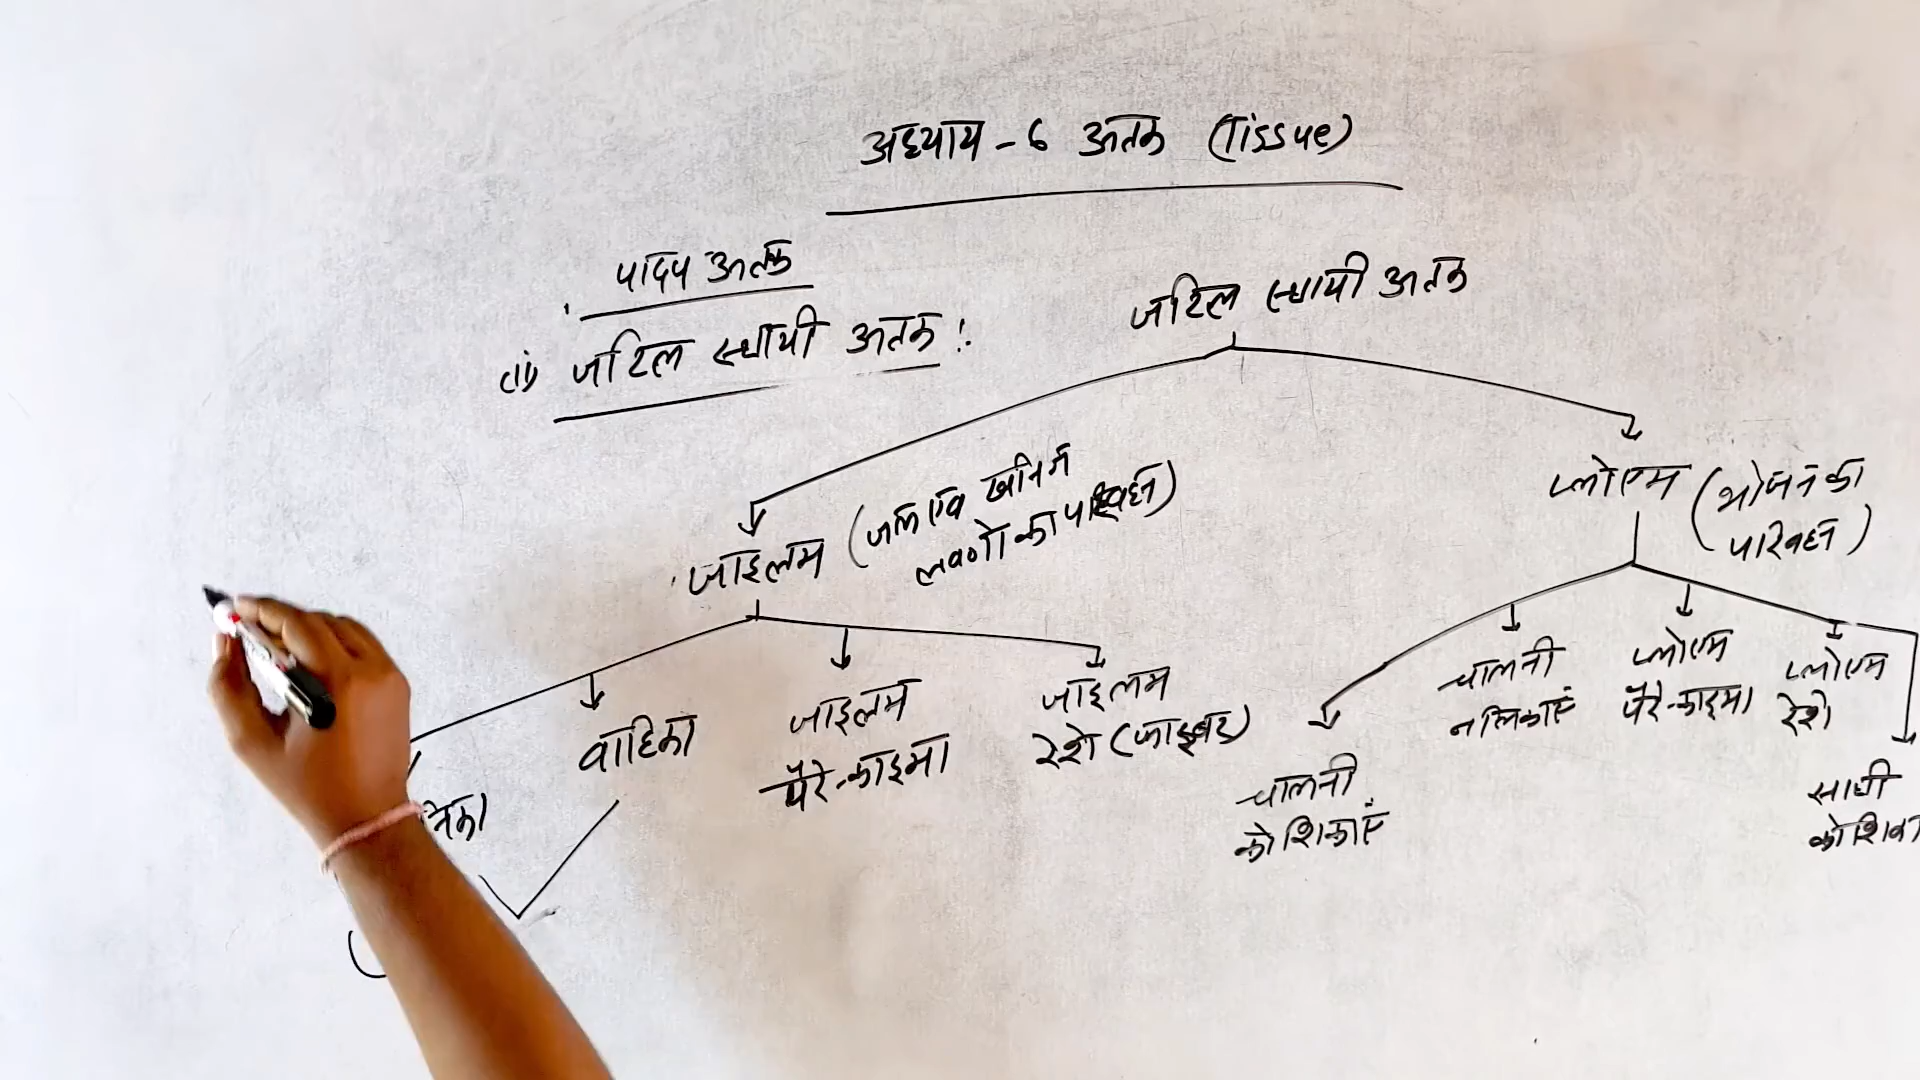 अध्याय - 6 ऊतक (Tissue)
पादप ऊतक
(ii) जटिल स्थायी ऊतक :
जटिल स्थायी ऊतक
जाइलम (जल एवं खनिज
लवणों का परिवहन)
प्लोएम (भोजन का
परिवहन)
वाहिका
जाइलम
पैरेन्काइमा
जाइलम
रेशे (फाइबर)
चालनी
कोशिकाएँ
चालनी
नलिकाएँ
प्लोएम
पैरेन्काइमा
प्लोएम
रेशे
साथी